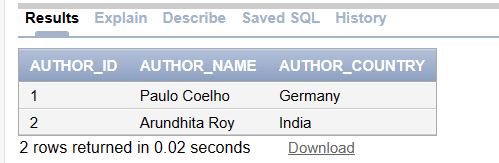 Results Explain Describe Saved SQL History
AUTHOR_ID AUTHOR_NAME AUTHOR_COUNTRY
1 Paulo Coelho Germany
2 Arundhita Roy India
2 rows returned in 0.02 seconds Download